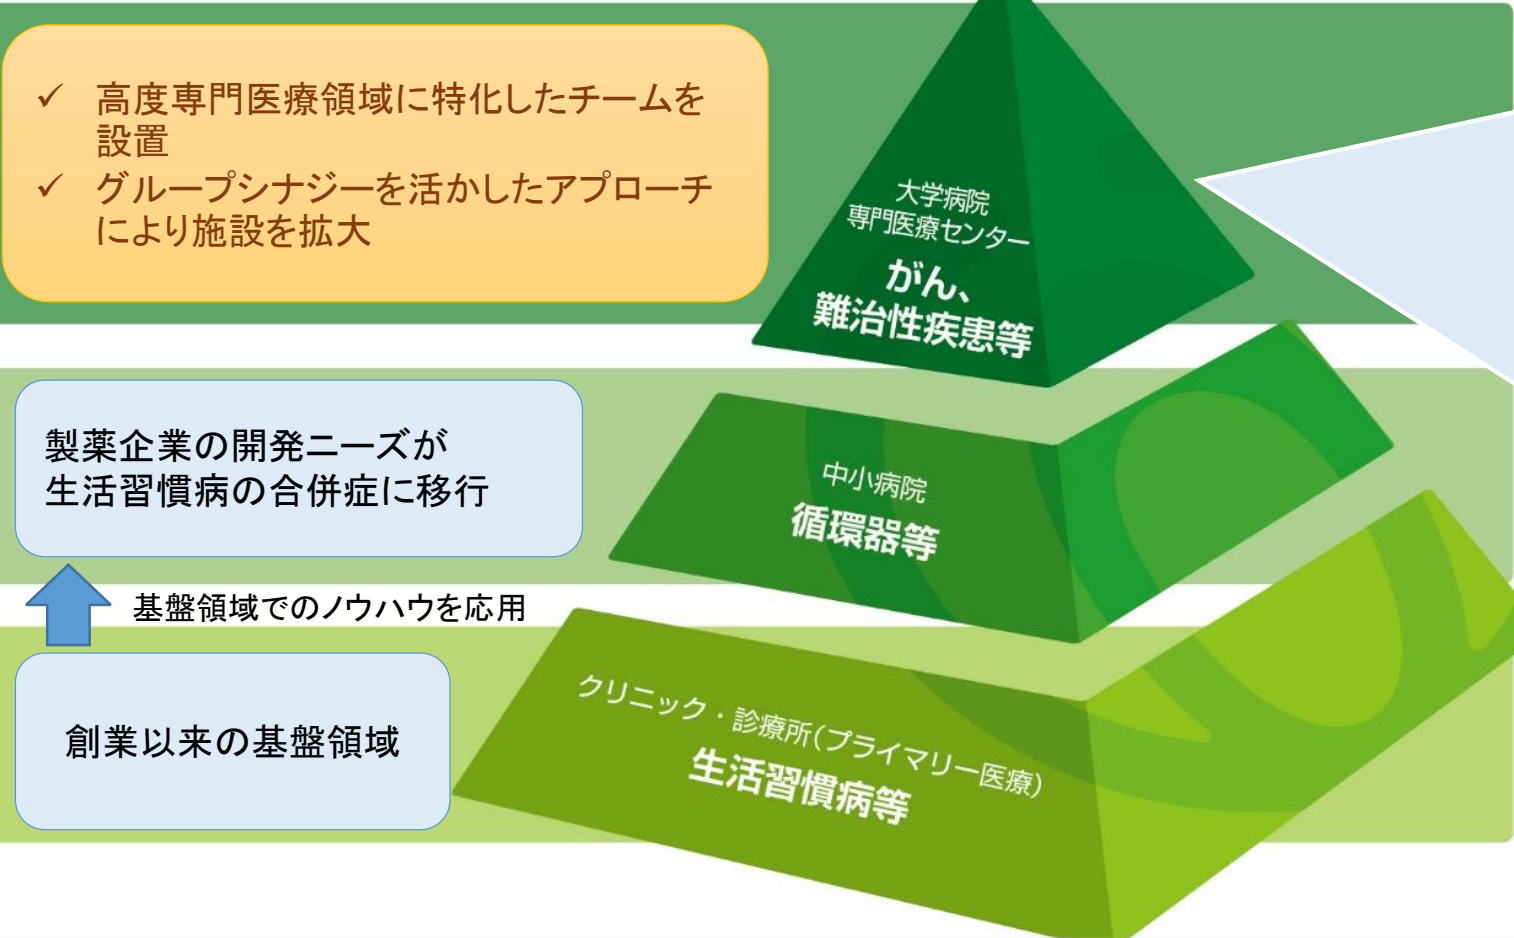 ✓ 高度専門医療領域に特化したチームを
設置
✓ グループシナジーを活かしたアプローチ
により施設を拡大
大学病院
専門医療センター
がん、
難治性疾患等
製薬企業の開発ニーズが
生活習慣病の合併症に移行
中小病院
循環器等
基盤領域でのノウハウを応用
創業以来の基盤領域
クリニック・診療所(プライマリー医療)
生活習慣病等